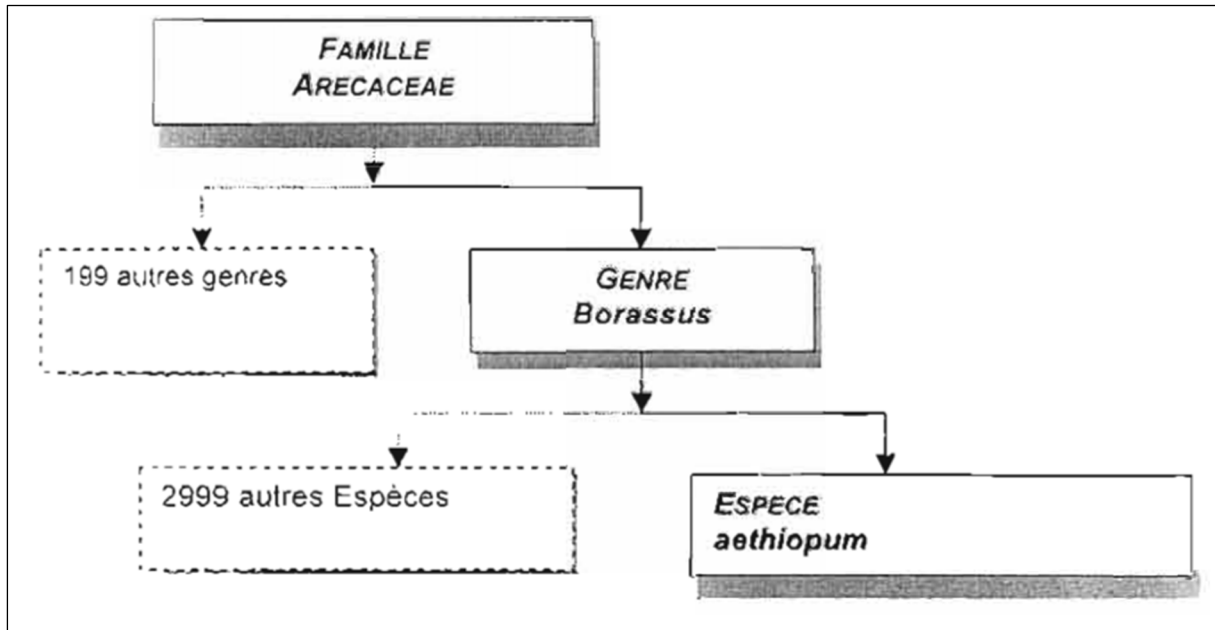 FAMILLE
ARECACEAE
199 autres genres
GENRE
Borassus
2999 autres Espèces
ESPECE
aethiopum